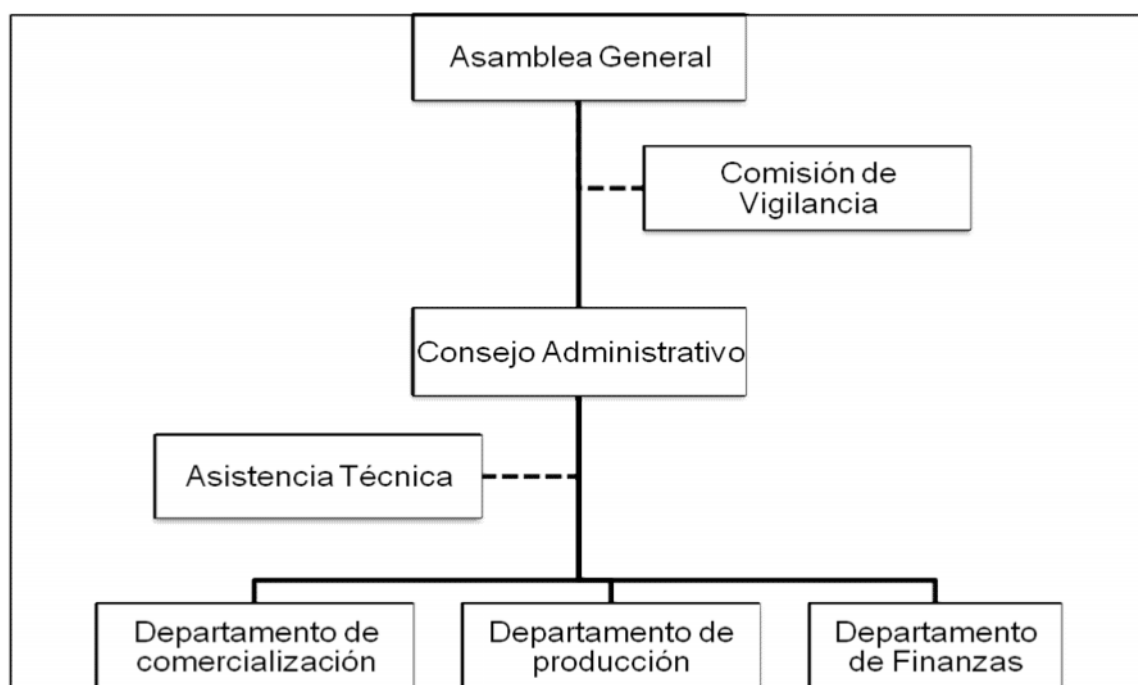 Asamblea General
Comisión de
Vigilancia
Consejo Administrativo
Asistencia Técnica
Departamento de
comercialización
Departamento de
producción
Departamento
de Finanzas